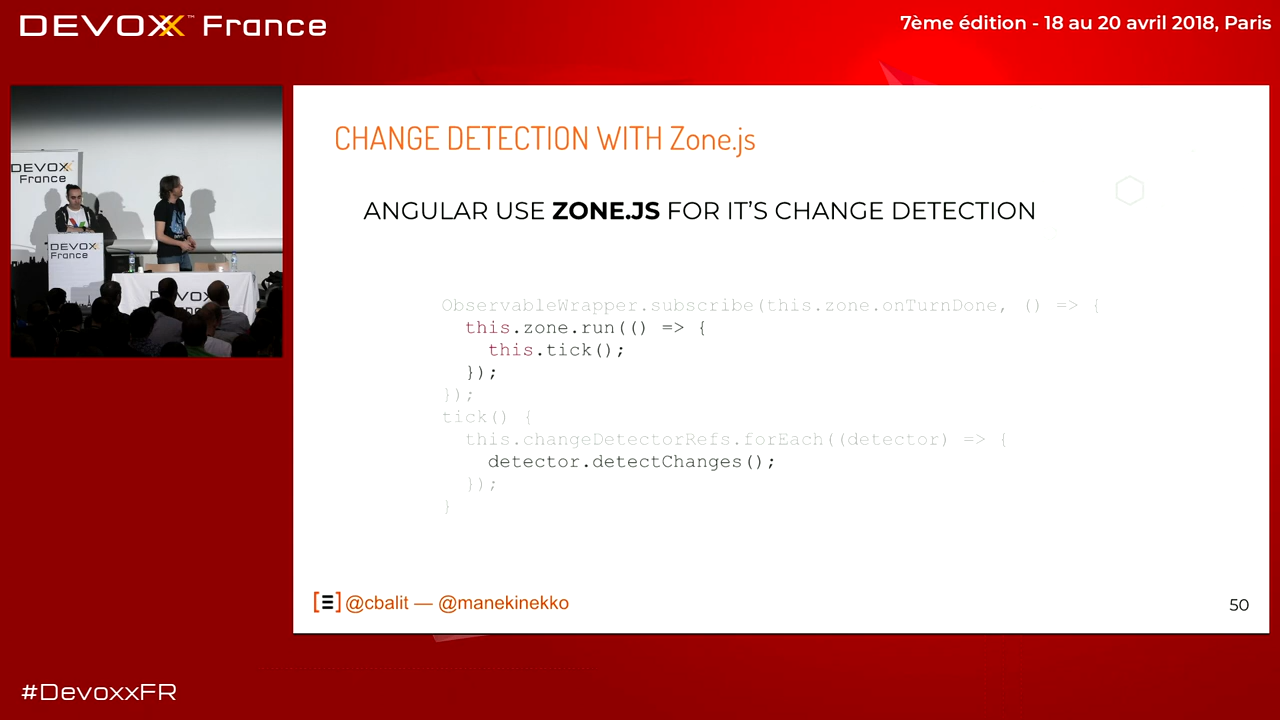 DEVOXX™ France
7ème édition - 18 au 20 avril 2018, Paris
DEVOXX
France
DEVOXX
France
DEVOXX
CHANGE DETECTION WITH Zone.js
ANGULAR USE ZONE.JS FOR IT'S CHANGE DETECTION
ObservableWrapper.subscribe(this.zone.onTurnDone, () => {
this.zone.run(() => {
this.tick();
});
});
tick() {
this.changeDetectorRefs.forEach((detector) => {
detector.detectChanges();
});
}
@cbalit — @manekinekko
50
#DevoxxFR